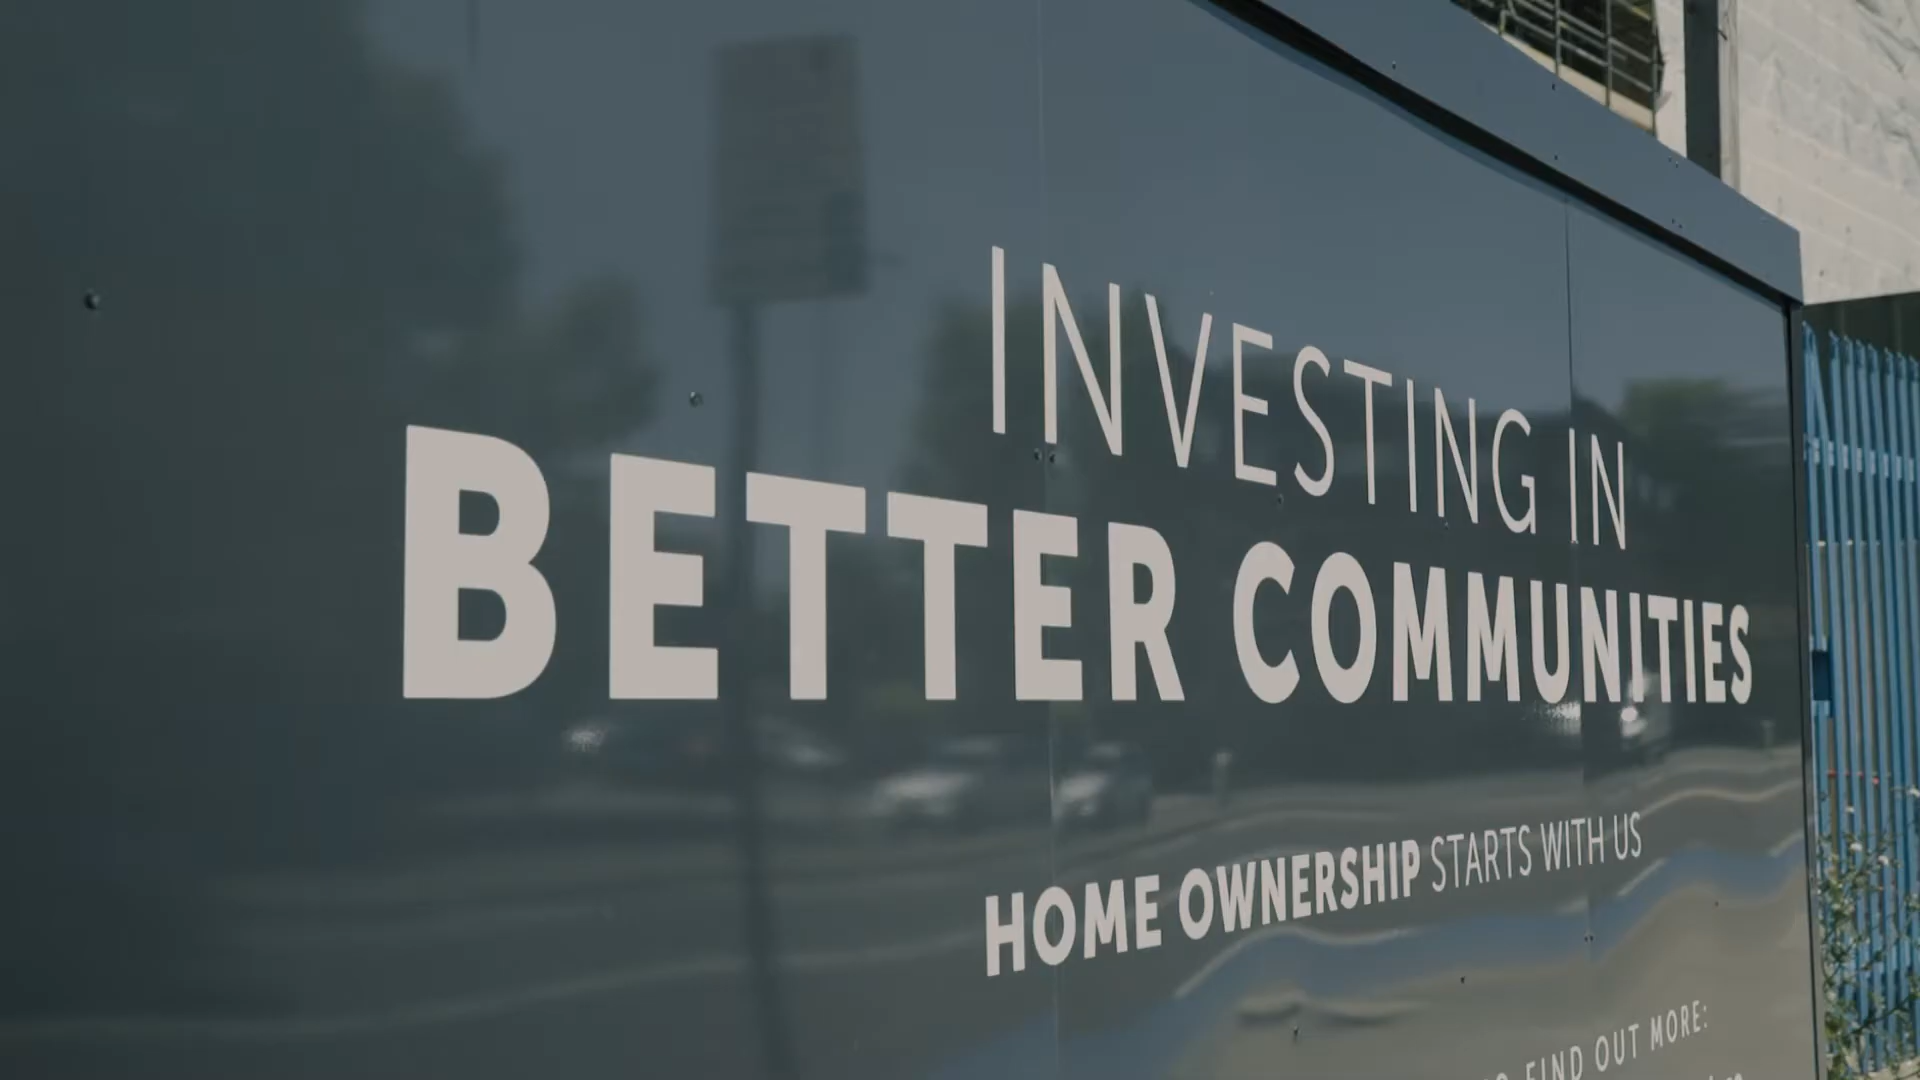 INVESTING IN
BETTER COMMUNITIES
HOME OWNERSHIP STARTS WITH US
FIND OUT MORE: